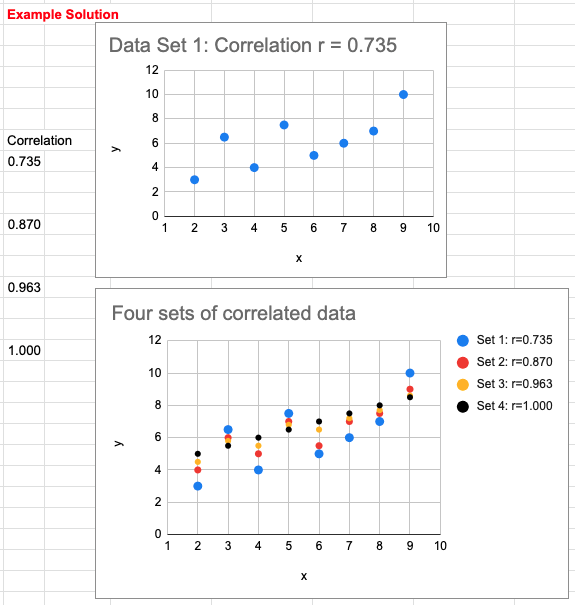 Example Solution
Data Set 1: Correlation r = 0.735
12
10
8
6
4
2
0
y
1 2 3 4 5 6 7 8 9 10
x
Correlation
0.735
0.870
0.963
1.000
Four sets of correlated data
12
10
8
6
4
2
0
y
1 2 3 4 5 6 7 8 9 10
x
Set 1: r=0.735
Set 2: r=0.870
Set 3: r=0.963
Set 4: r=1.000